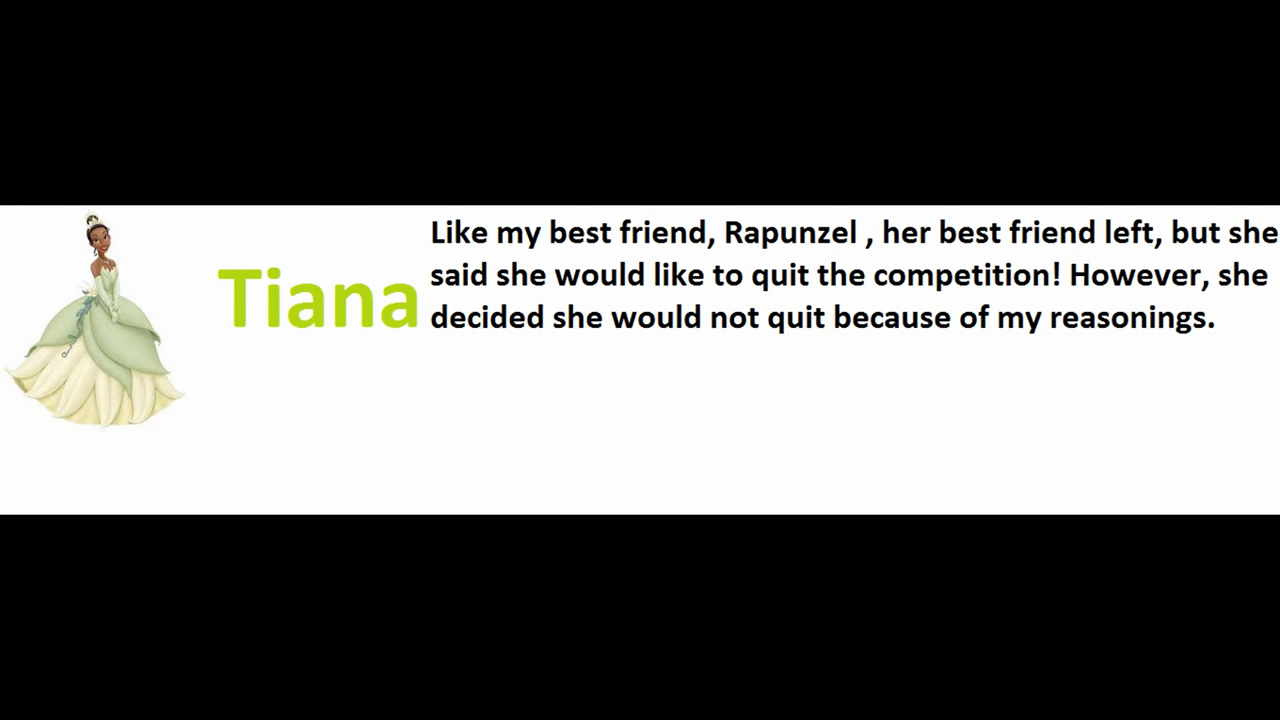 Like my best friend, Rapunzel , her best friend left, but she
Tiana
said she would like to quit the competition! However, she
decided she would not quit because of my reasonings.